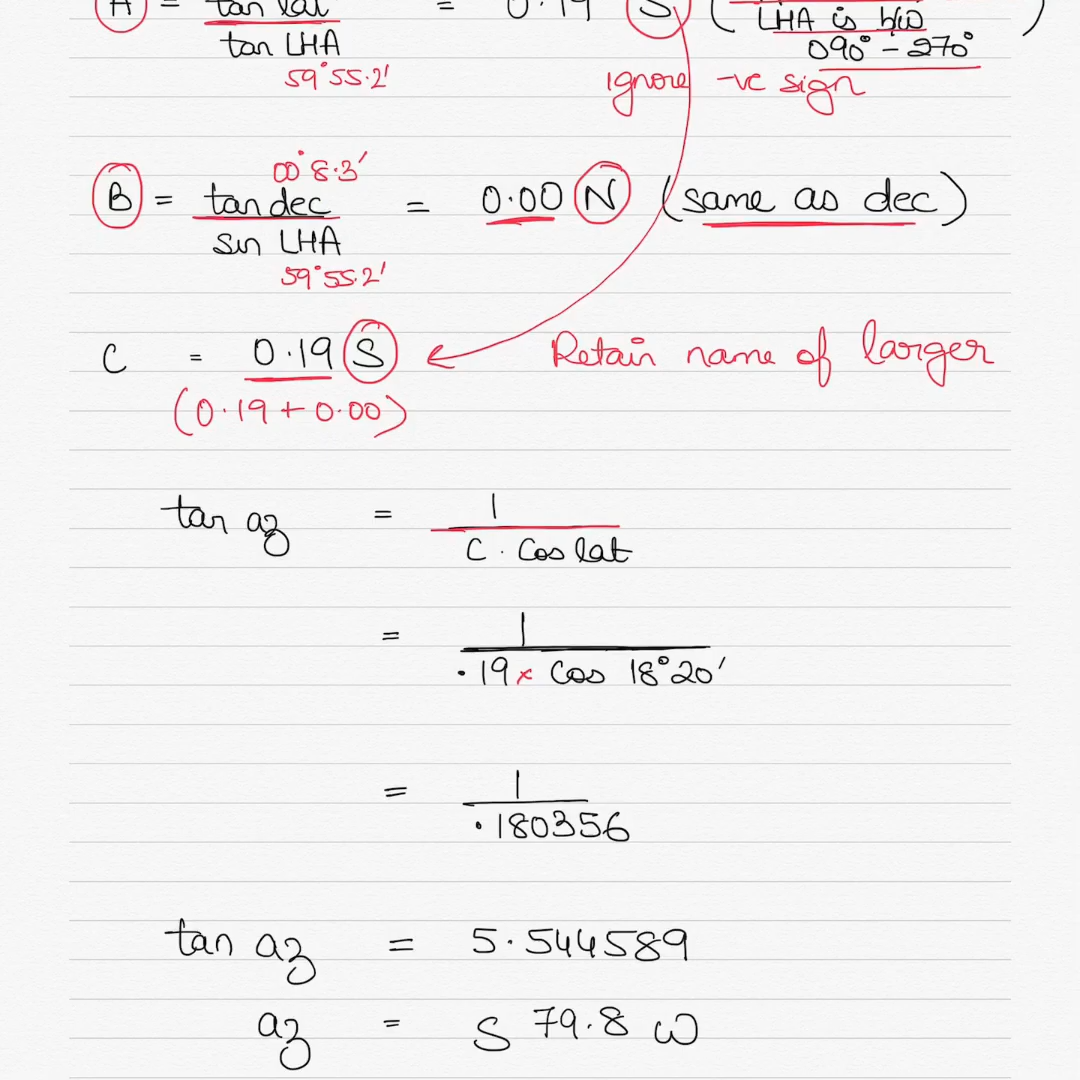 A = tan lat = 0.19 S ( LHA is b/w )
tan LHA 090° - 270°
59°55.2' ignore -ve sign
00°8.3'
B = tan dec = 0.00 N (same as dec)
sin LHA
59°55.2'
C = 0.19 S ← Retain name of larger
(0.19 + 0.00)
tan az = 1
C . Cos lat
= 1
.19 x Cos 18°20'
= 1
.180356
tan az = 5.544589
az = S 79.8 W